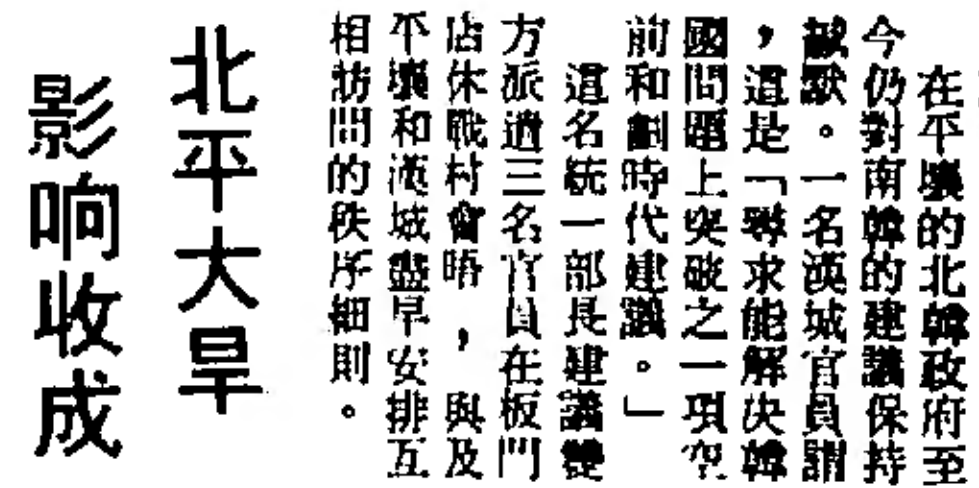 在平壤的北韓政府至
今仍對南韓的建議保持
緘默。一名漢城官員謂
，這是「尋求能解決韓
國問題上突破之一項空
前和劃時代建議。」
這名統一部長建議雙
方派遣三名官員在板門
店休戰村會晤，與及
平壤和漢城盡早安排互
相訪問的秩序細則。
北平大旱
影响收成